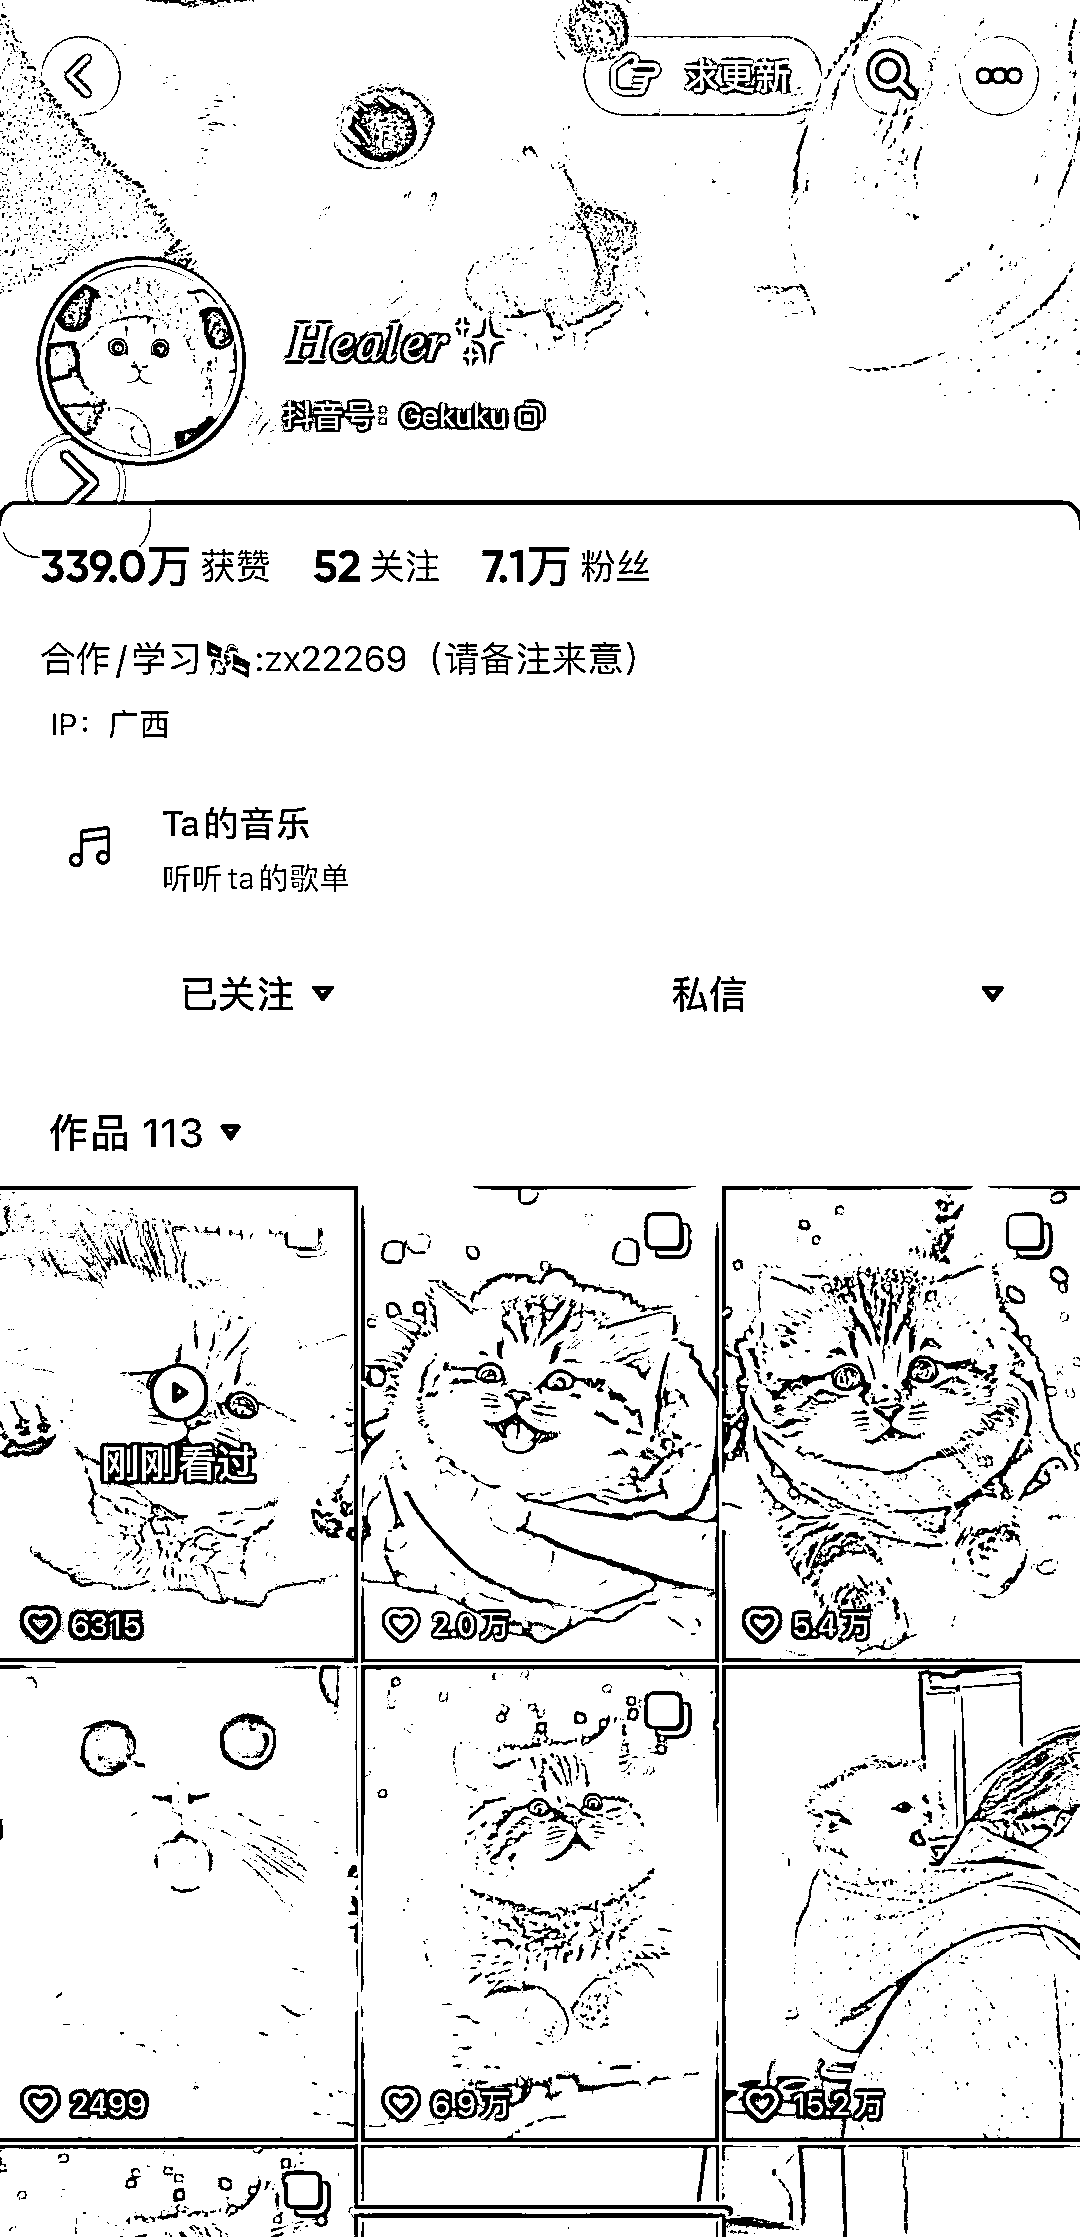 求更新
Healer
抖音号: Gekuku
339.0万 获赞 52 关注 7.1万 粉丝
合作/学习:zx22269（请备注来意）
IP：广西
Ta的音乐
听听ta的歌单
已关注 私信
作品 113
刚刚看过
6315 2.0万 5.4万
2499 6.9万 15.2万